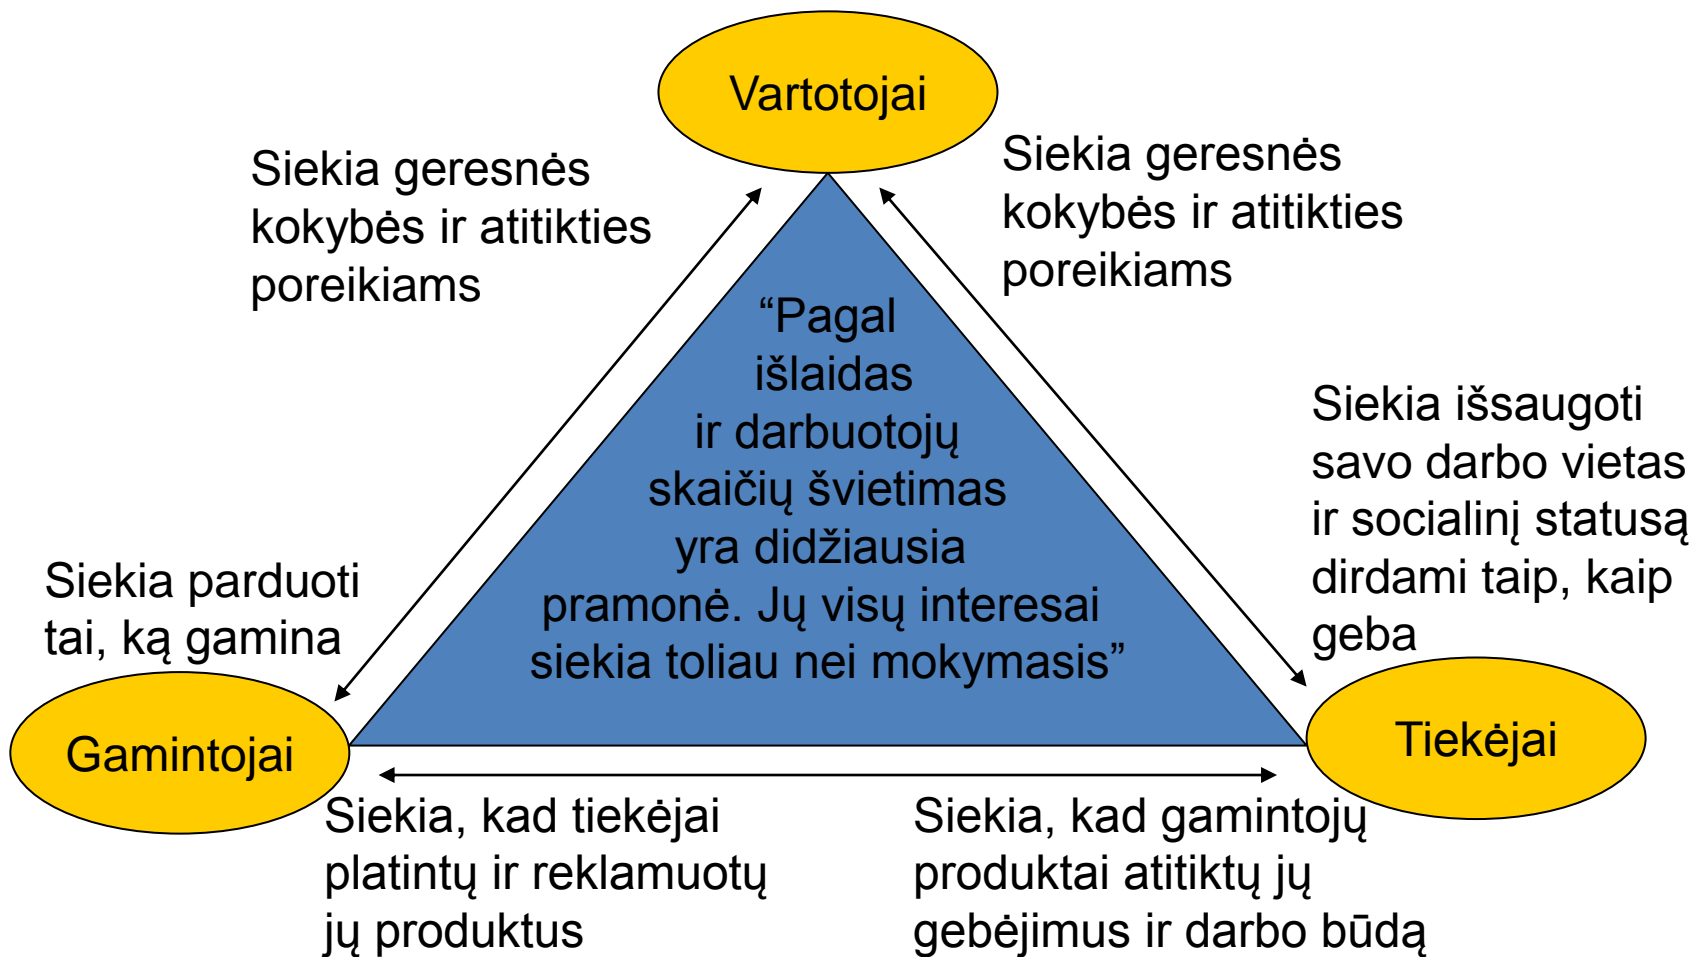 Vartotojai
Siekia geresnės
kokybės ir atitikties
poreikiams
Siekia geresnės
kokybės ir atitikties
poreikiams
“Pagal
išlaidas
ir darbuotojų
skaičių švietimas
yra didžiausia
pramonė. Jų visų interesai
siekia toliau nei mokymasis”
Siekia išsaugoti
savo darbo vietas
ir socialinį statusą
dirdami taip, kaip
geba
Siekia parduoti
tai, ką gamina
Gamintojai
Tiekėjai
Siekia, kad tiekėjai
platintų ir reklamuotų
jų produktus
Siekia, kad gamintojų
produktai atitiktų jų
gebėjimus ir darbo būdą